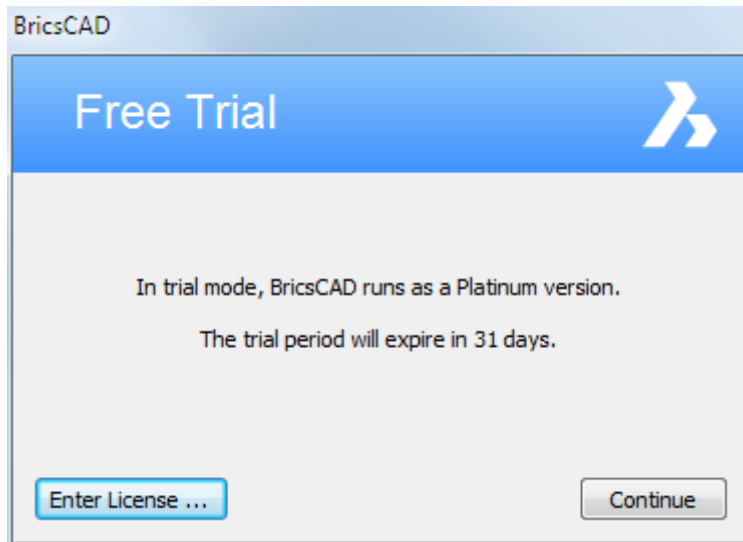 BricsCAD
Free Trial
In trial mode, BricsCAD runs as a Platinum version.
The trial period will expire in 31 days.
Enter License ...
Continue